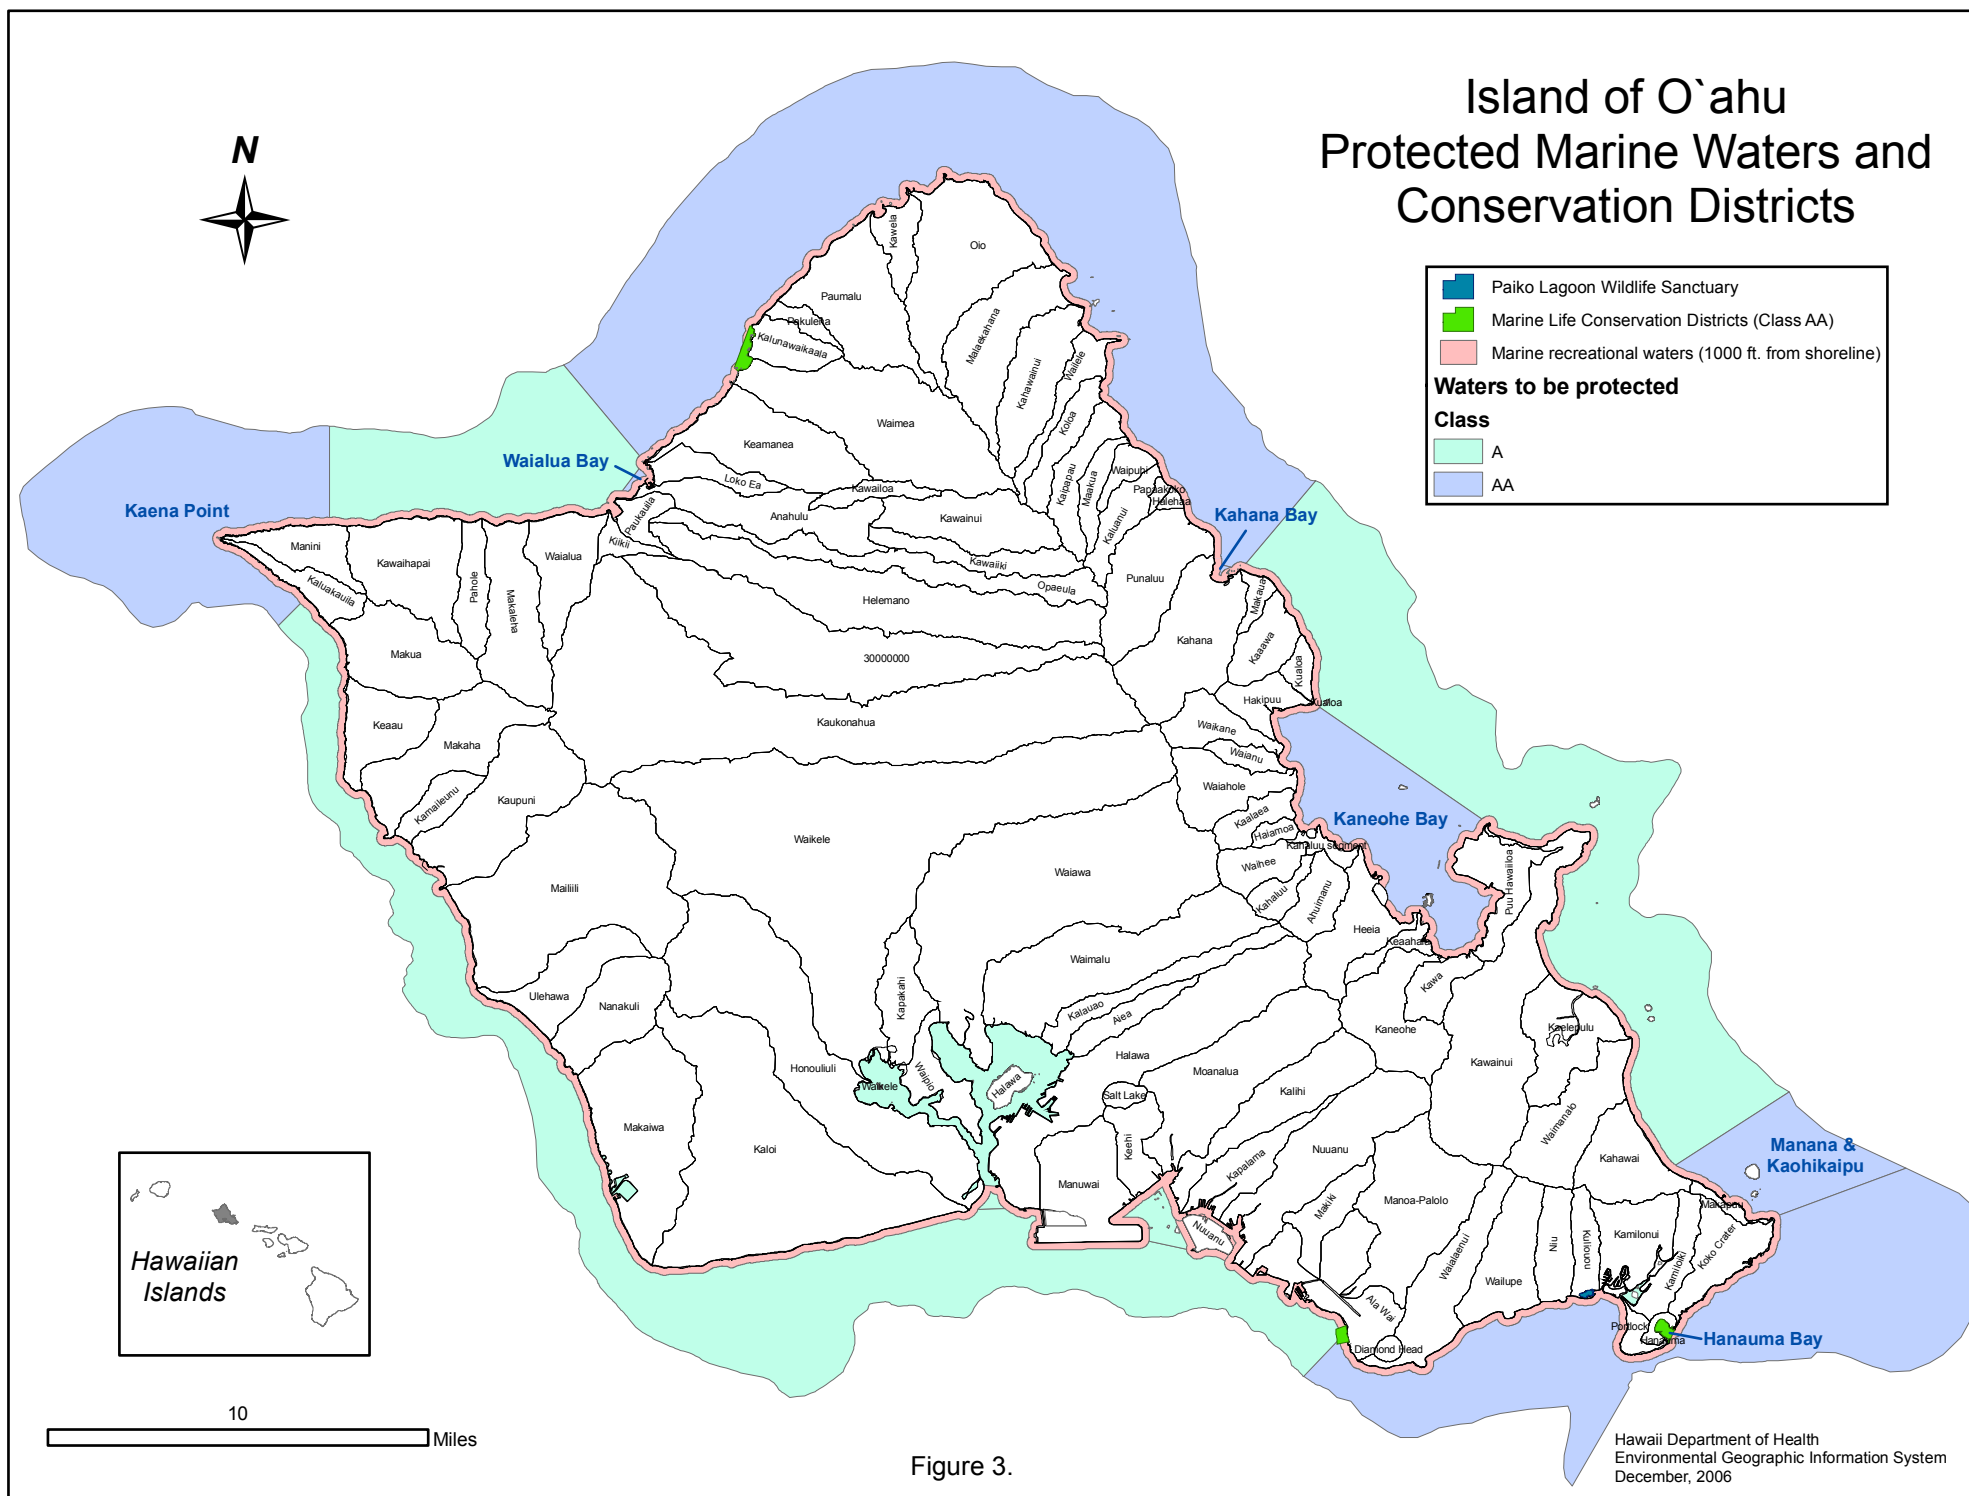 Island of O`ahu
Protected Marine Waters and
Conservation Districts
N
Paiko Lagoon Wildlife Sanctuary
Marine Life Conservation Districts (Class AA)
Marine recreational waters (1000 ft. from shoreline)
Waters to be protected
Class
A
AA
Kawela
Oio
Paumalu
Pakulena
Kalunawaikaala
Malaekahana
Kahawainui
Wailele
Koloa
Waimea
Keamanea
Waialua Bay
Loko Ea
Kawailoa
Kaipapau
Maakua
Waipuhi
Papaakoko
Halehaa
Kaluanui
Kahana Bay
Kaena Point
Paukauila
Anahulu
Kawainui
Kiikii
Kawaiiki
Opaeula
Punaluu
Manini
Kawaihapai
Pahole
Makaleha
Waialua
Kaluakauila
Helemano
Makaua
Kahana
Kaaawa
Kualoa
Makua
30000000
Hakipuu
Kualoa
Keaau
Kaukonahua
Waikane
Makaha
Waianu
Kamaileunu
Kaupuni
Waiahole
Kaalaea
Haiamoa
Kaneohe Bay
Waikele
Kahaluu segment
Waihee
Waiawa
Mailiili
Kahaluu
Ahuimanu
Puu Hawaiiloa
Heeia
Keaahala
Waimalu
Kapakahi
Kawa
Ulehawa
Nanakuli
Kalauao
Aiea
Kaneohe
Kaelepulu
Halawa
Kawainui
Honouliuli
Waikele
Waipio
Halawa
Moanalua
Kalihi
Salt Lake
Makaiwa
Kaloi
Keehi
Waimanalo
Nuuanu
Kapalama
Kahawai
Manana &
Kaohikaipu
Manuwai
Makiki
Manoa-Palolo
Makapuu
Nuuanu
Waialaenui
Wailupe
Niu
Kuliouou
Kamilonui
Kamiloiki
Koko Crater
Ala Wai
Portlock
Hanauma
Hanauma Bay
Diamond Head
Hawaiian
Islands
10
Miles
Figure 3.
Hawaii Department of Health
Environmental Geographic Information System
December, 2006